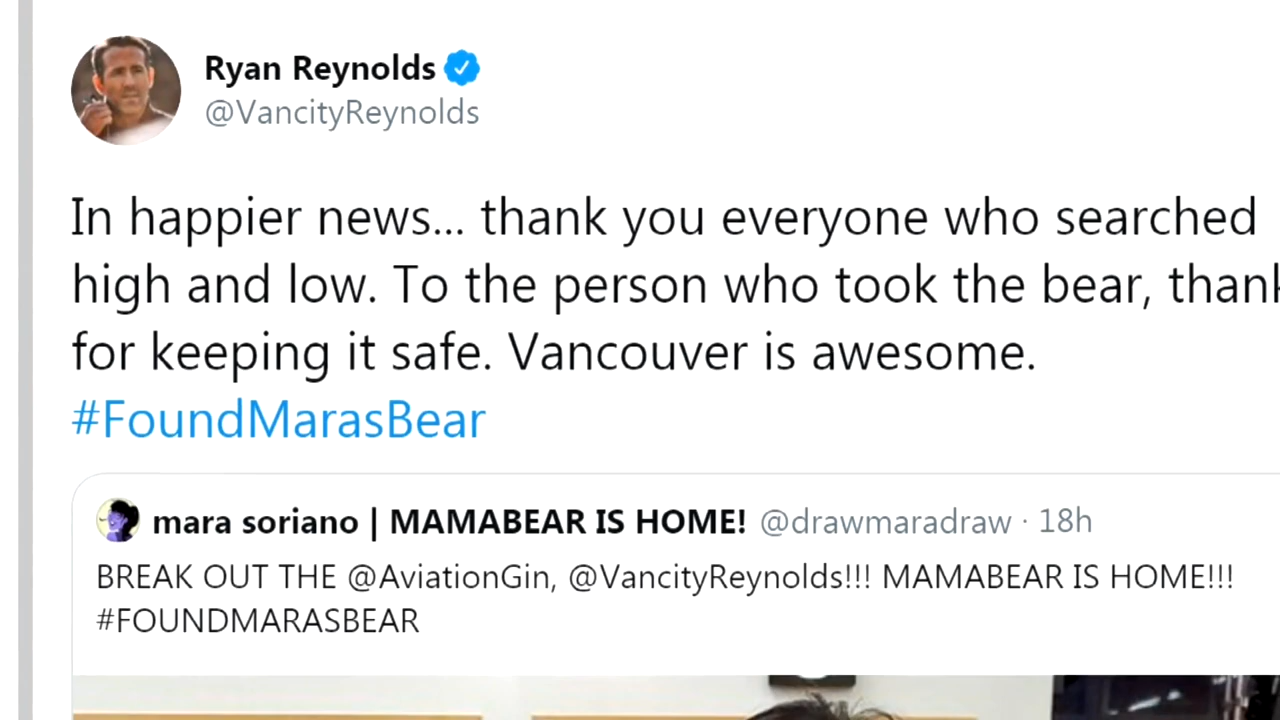 Ryan Reynolds
@VancityReynolds
In happier news... thank you everyone who searched
high and low. To the person who took the bear, thank
for keeping it safe. Vancouver is awesome.
#FoundMarasBear
mara soriano | MAMABEAR IS HOME! @drawmaradraw · 18h
BREAK OUT THE @AviationGin, @VancityReynolds!!! MAMABEAR IS HOME!!!
#FOUNDMARASBEAR